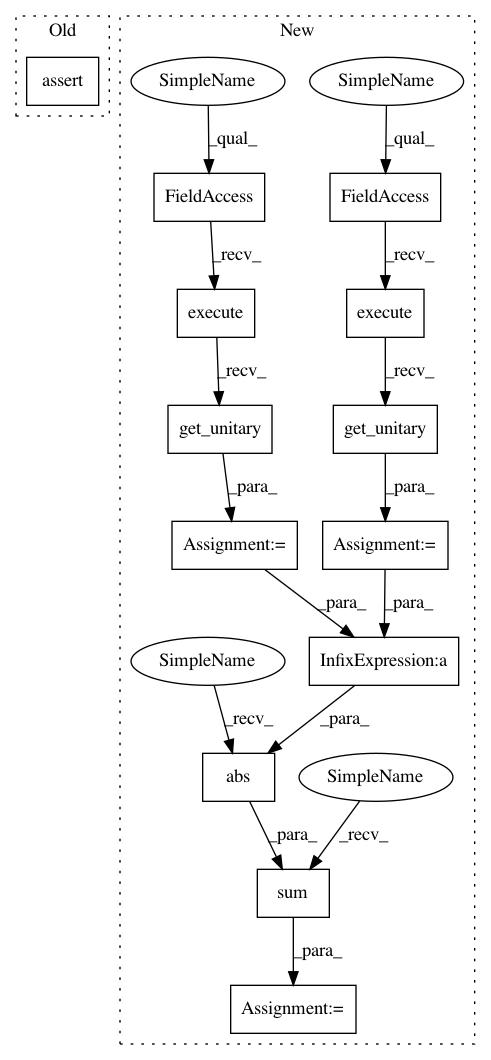 Old
New
assert
SimpleName
SimpleName
_qual_
_qual_
FieldAccess
FieldAccess
_recv_
_recv_
execute
execute
_recv_
_recv_
get_unitary
get_unitary
_para_
_para_
Assignment:=
Assignment:=
_para_
_para_
SimpleName
InfixExpression:a
_recv_
_para_
abs
SimpleName
_para_
_recv_
sum
_para_
Assignment:=